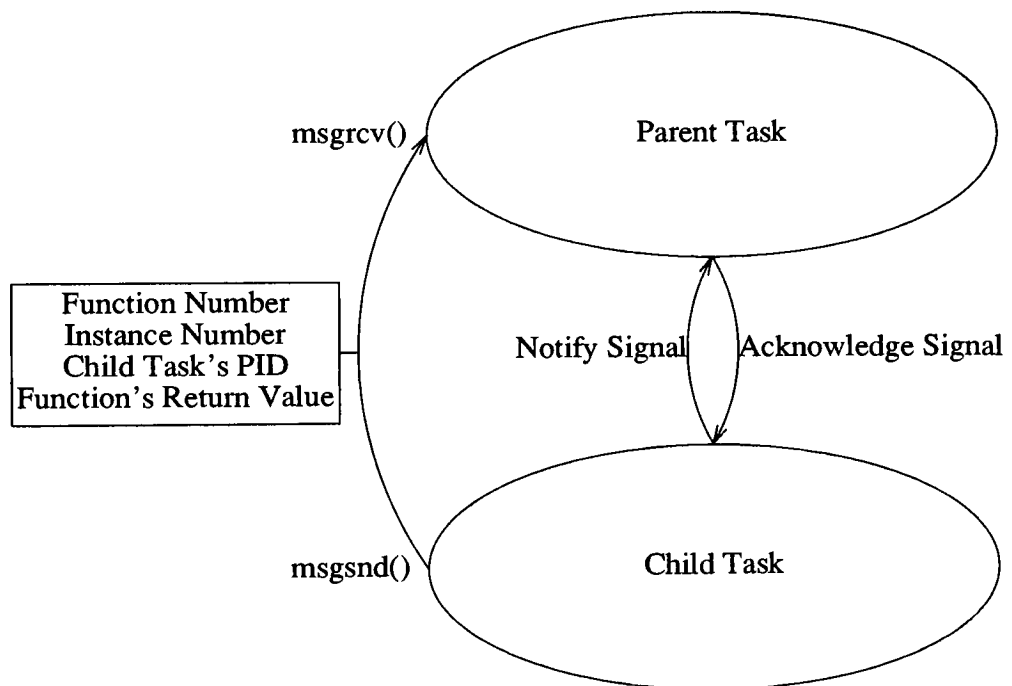 msgrcv()
Parent Task
Function Number
Instance Number
Child Task's PID
Function's Return Value
Notify Signal
Acknowledge Signal
msgsnd()
Child Task